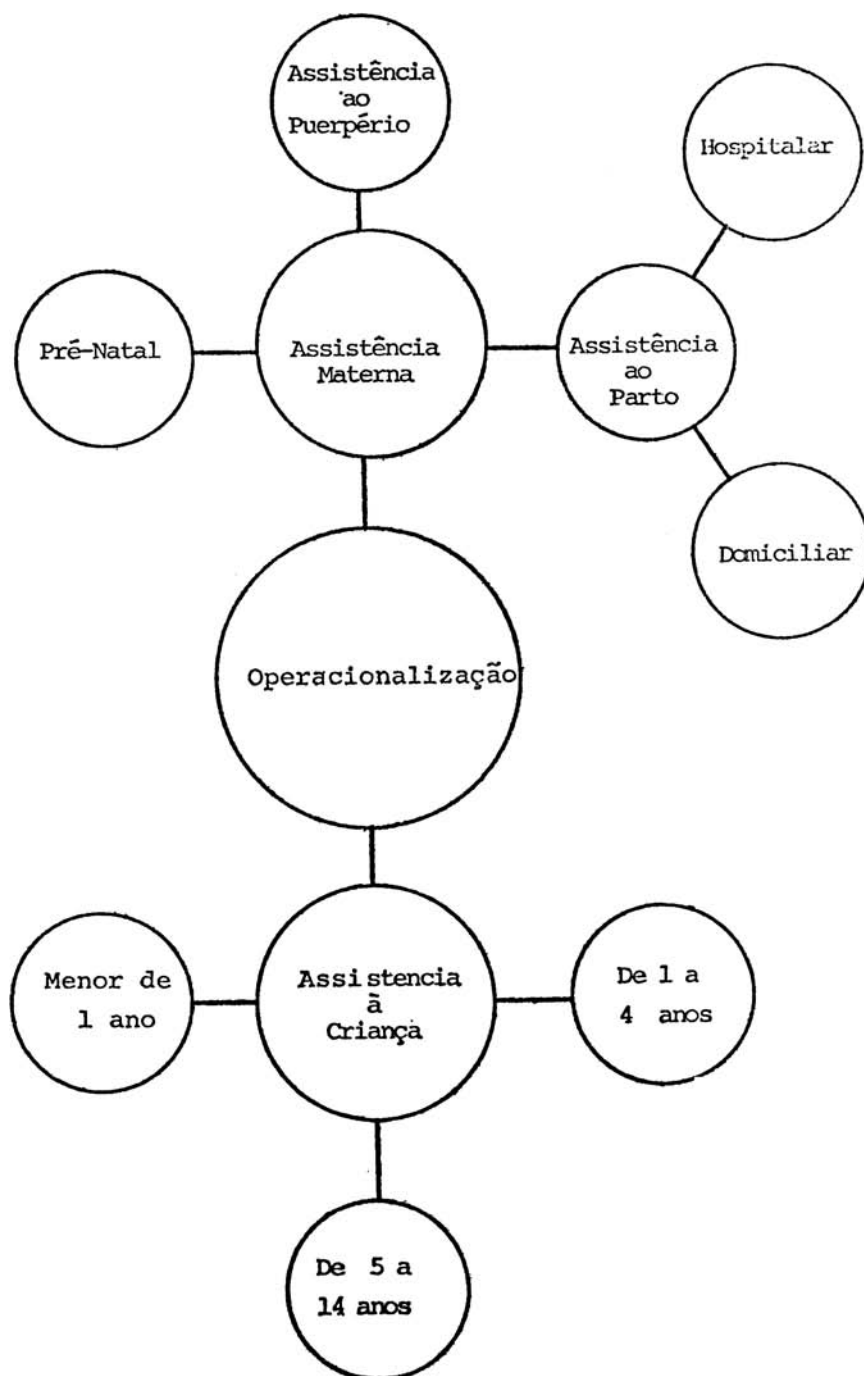 Assistência
ao
Puerpério
Hospitalar
Pré-Natal
Assistência
Materna
Assistência
ao
Parto
Domiciliar
Operacionalização
Menor de
1 ano
Assistencia
à
Criança
De 1 a
4 anos
De 5 a
14 anos